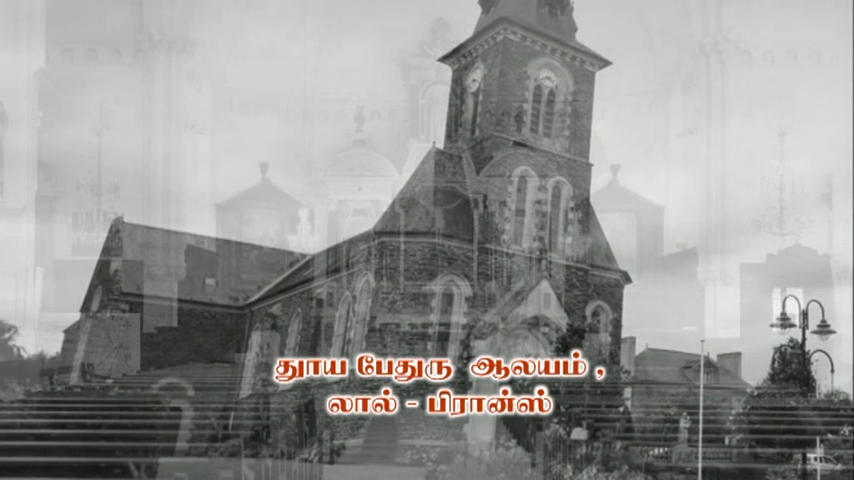 தூய பேதுரு ஆலயம் ,
லால் - பிரான்ஸ்